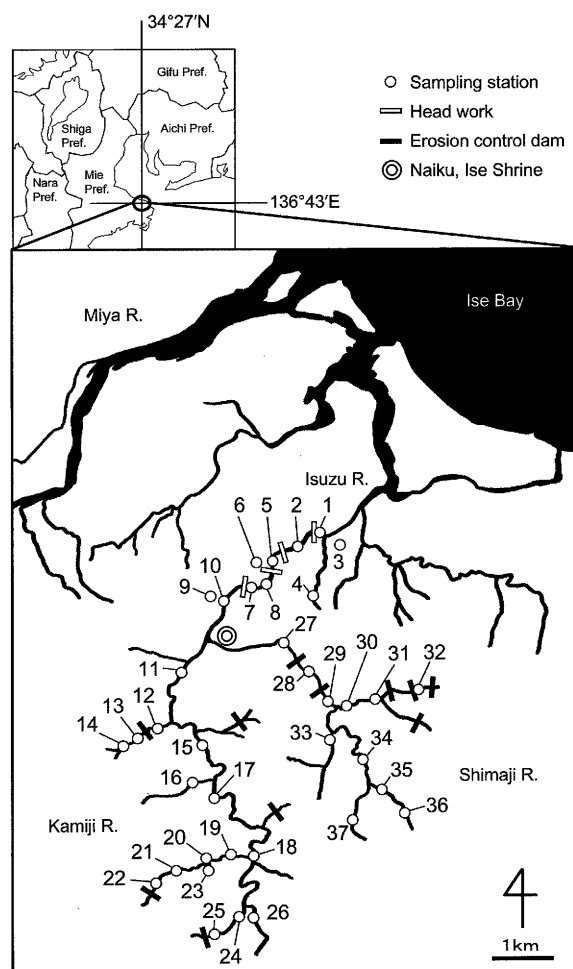 34°27′N
Gifu Pref.
Shiga
Pref.
Aichi Pref.
Mie
Pref.
Nara
Pref.
136°43′E
Sampling station
Head work
Erosion control dam
Naiku, Ise Shrine
Miya R.
Ise Bay
Isuzu R.
6
5
2
1
3
9
10
7
8
4
27
11
28
29
30
31
32
14
13
12
15
33
34
16
17
35
36
Shimaji R.
37
Kamiji R.
21
20
19
18
22
23
25
24
26
1km